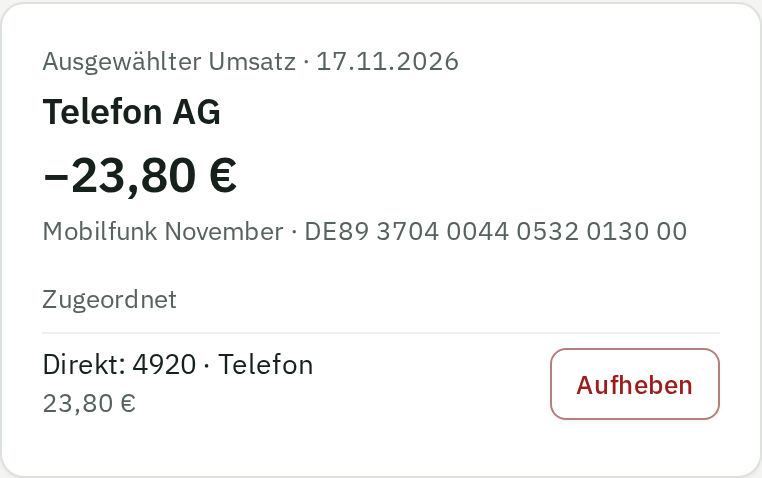 Ausgewählter Umsatz · 17.11.2026
Telefon AG
−23,80 €
Mobilfunk November · DE89 3704 0044 0532 0130 00
Zugeordnet
Direkt: 4920 · Telefon
23,80 €
Aufheben